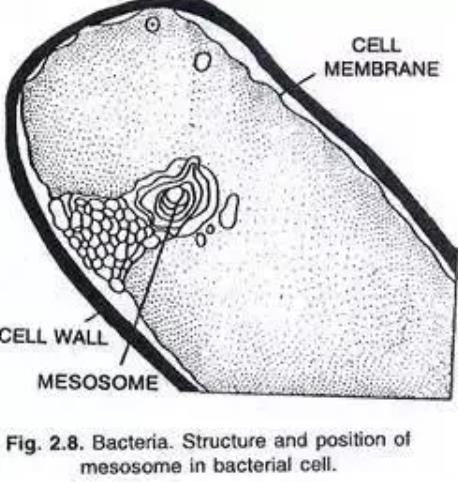 CELL
MEMBRANE
CELL WALL
MESOSOME
Fig. 2.8. Bacteria. Structure and position of
mesosome in bacterial cell.